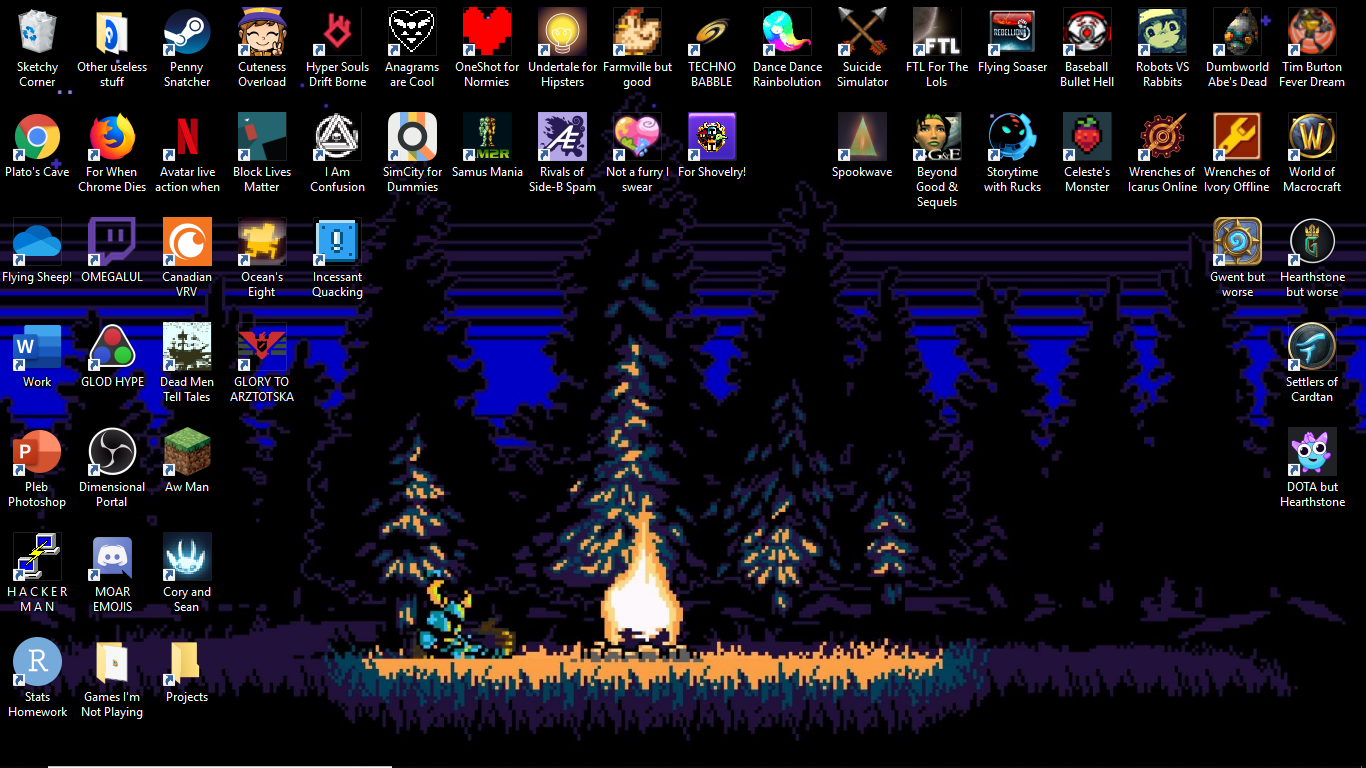 Sketchy
Corner
Other useless
stuff
Penny
Snatcher
Cuteness
Overload
Hyper Souls
Drift Borne
Anagrams
are Cool
OneShot for
Normies
Undertale for
Hipsters
Farmville but
good
TECHNO
BABBLE
Dance Dance
Rainbolution
Suicide
Simulator
FTL
FTL For The
Lols
REBELLION
Flying Soaser
Baseball
Bullet Hell
Robots VS
Rabbits
Dumbworld
Abe's Dead
Tim Burton
Fever Dream
Plato's Cave
For When
Chrome Dies
N
Avatar live
action when
Block Lives
Matter
I Am
Confusion
SimCity for
Dummies
M2R
Samus Mania
Æ
Rivals of
Side-B Spam
Not a furry I
swear
For Shovelry!
Spookwave
BG&E
Beyond
Good &
Sequels
Storytime
with Rucks
Celeste's
Monster
Wrenches of
Icarus Online
Wrenches of
Ivory Offline
W
World of
Macrocraft
Flying Sheep!
OMEGALUL
Canadian
VRV
Ocean's
Eight
Incessant
Quacking
Gwent but
worse
G
Hearthstone
but worse
W
Work
GLOD HYPE
Dead Men
Tell Tales
GLORY TO
ARZTOTSKA
Settlers of
Cardtan
P
Pleb
Photoshop
Dimensional
Portal
Aw Man
DOTA but
Hearthstone
H A C K E R
M A N
MOAR
EMOJIS
Cory and
Sean
R
Stats
Homework
Games I'm
Not Playing
Projects